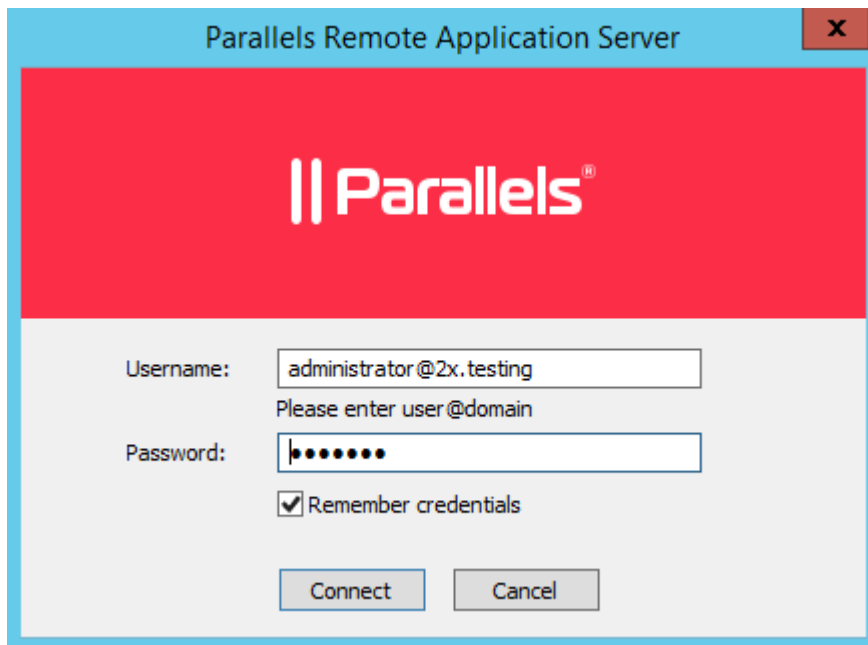 Parallels Remote Application Server
x
Parallels®
Username:
administrator@2x.testing
Please enter user@domain
Password:
•••••••
Remember credentials
Connect
Cancel